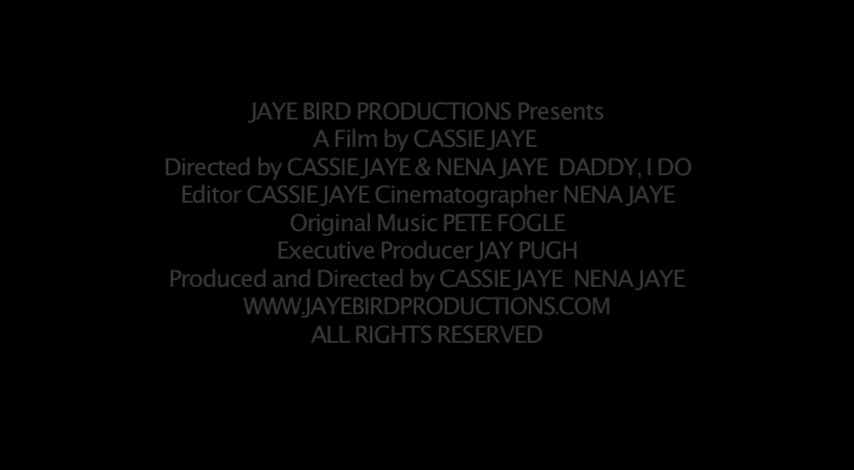 JAYE BIRD PRODUCTIONS Presents
A Film by CASSIE JAYE
Directed by CASSIE JAYE & NENA JAYE DADDY, I DO
Editor CASSIE JAYE Cinematographer NENA JAYE
Original Music PETE FOGLE
Executive Producer JAY PUGH
Produced and Directed by CASSIE JAYE NENA JAYE
WWW.JAYEBIRDPRODUCTIONS.COM
ALL RIGHTS RESERVED